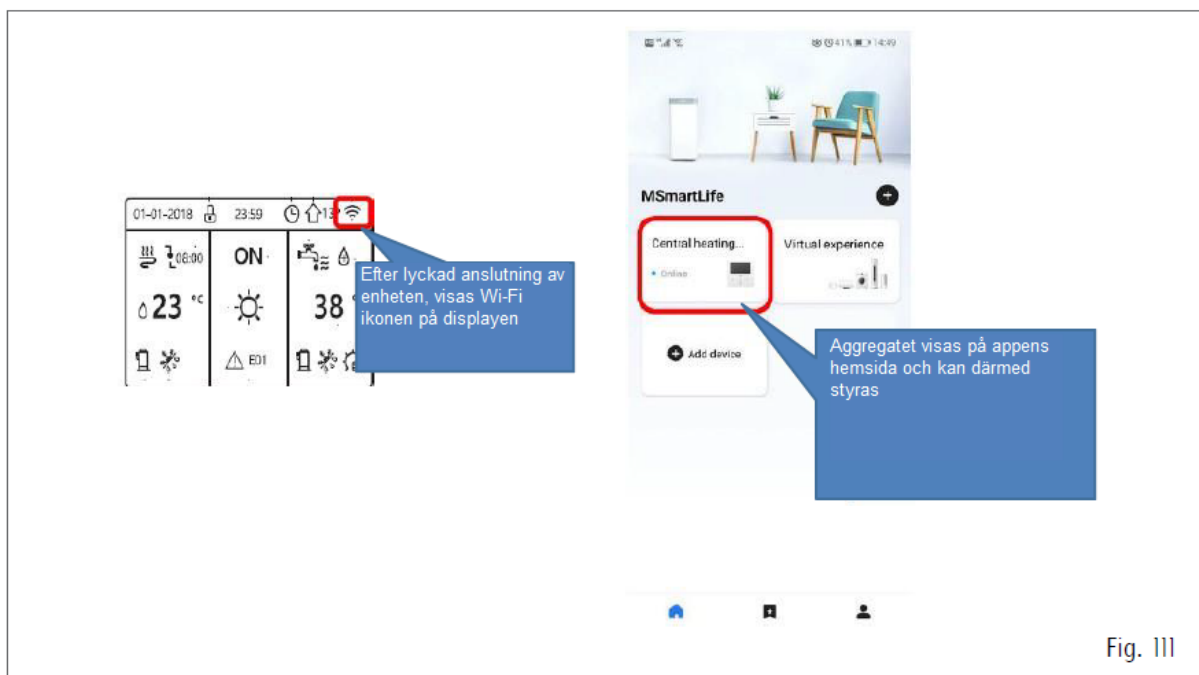 01-01-2018 23:59 13°
08:00 ON
23 °C 38
E01
Efter lyckad anslutning av
enheten, visas Wi-Fi
ikonen på displayen
41% 14:49
MSmartLife
Central heating... Virtual experience
Online
Add device
Aggregatet visas på appens
hemsida och kan därmed
styras
Fig. 111